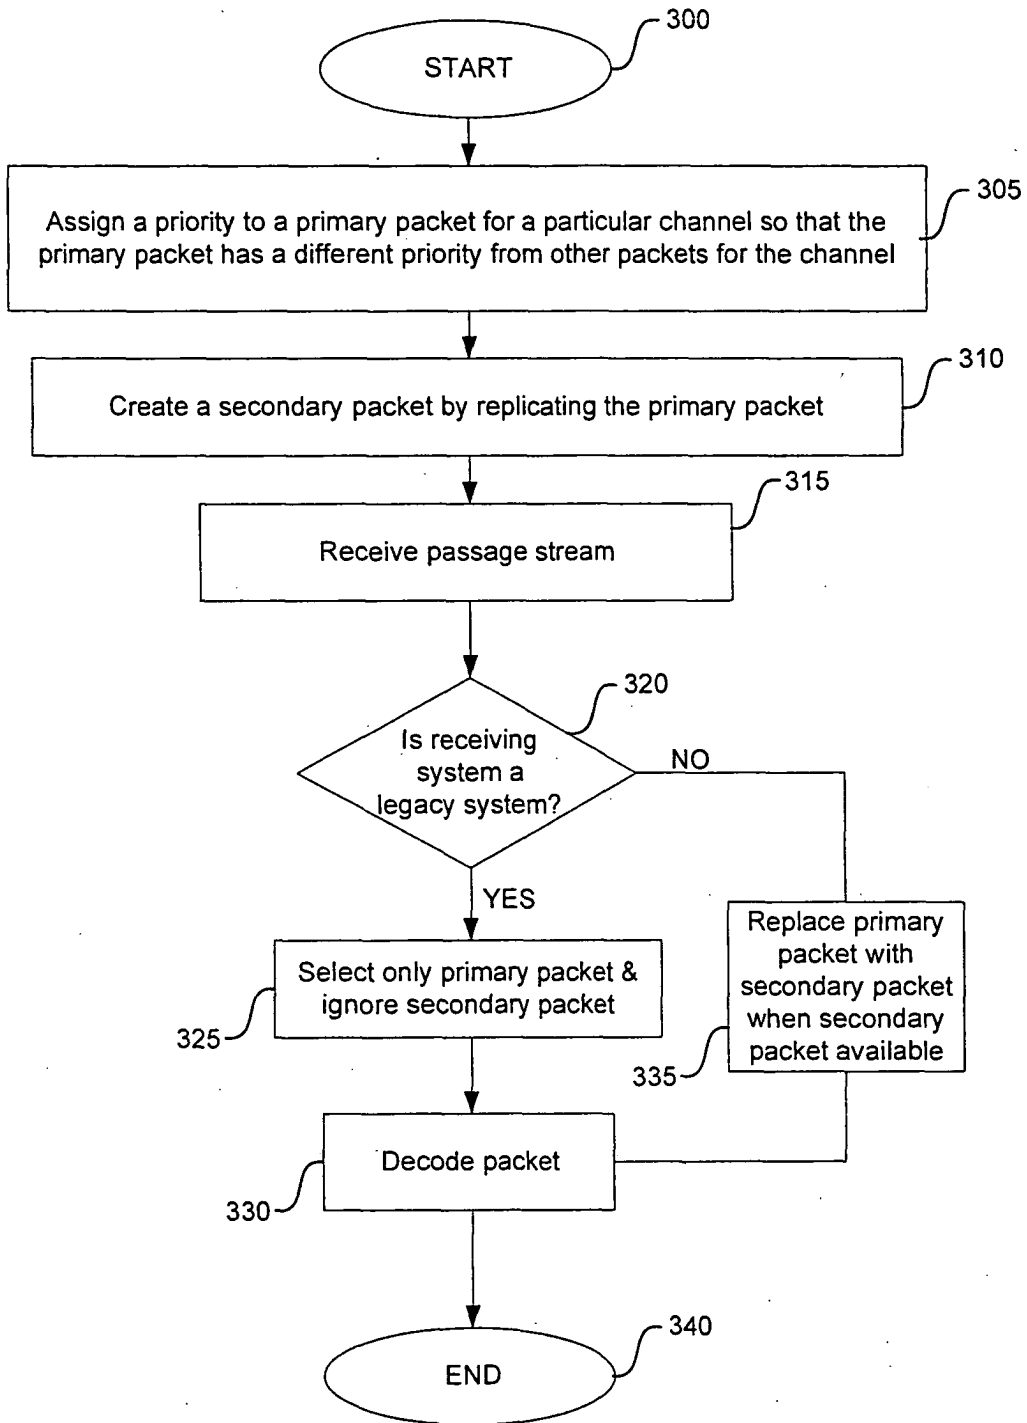 300
START
305
Assign a priority to a primary packet for a particular channel so that the
primary packet has a different priority from other packets for the channel
310
Create a secondary packet by replicating the primary packet
315
Receive passage stream
320
Is receiving
system a
legacy system?
NO
YES
Select only primary packet &
ignore secondary packet
325
Replace primary
packet with
secondary packet
when secondary
packet available
335
Decode packet
330
340
END